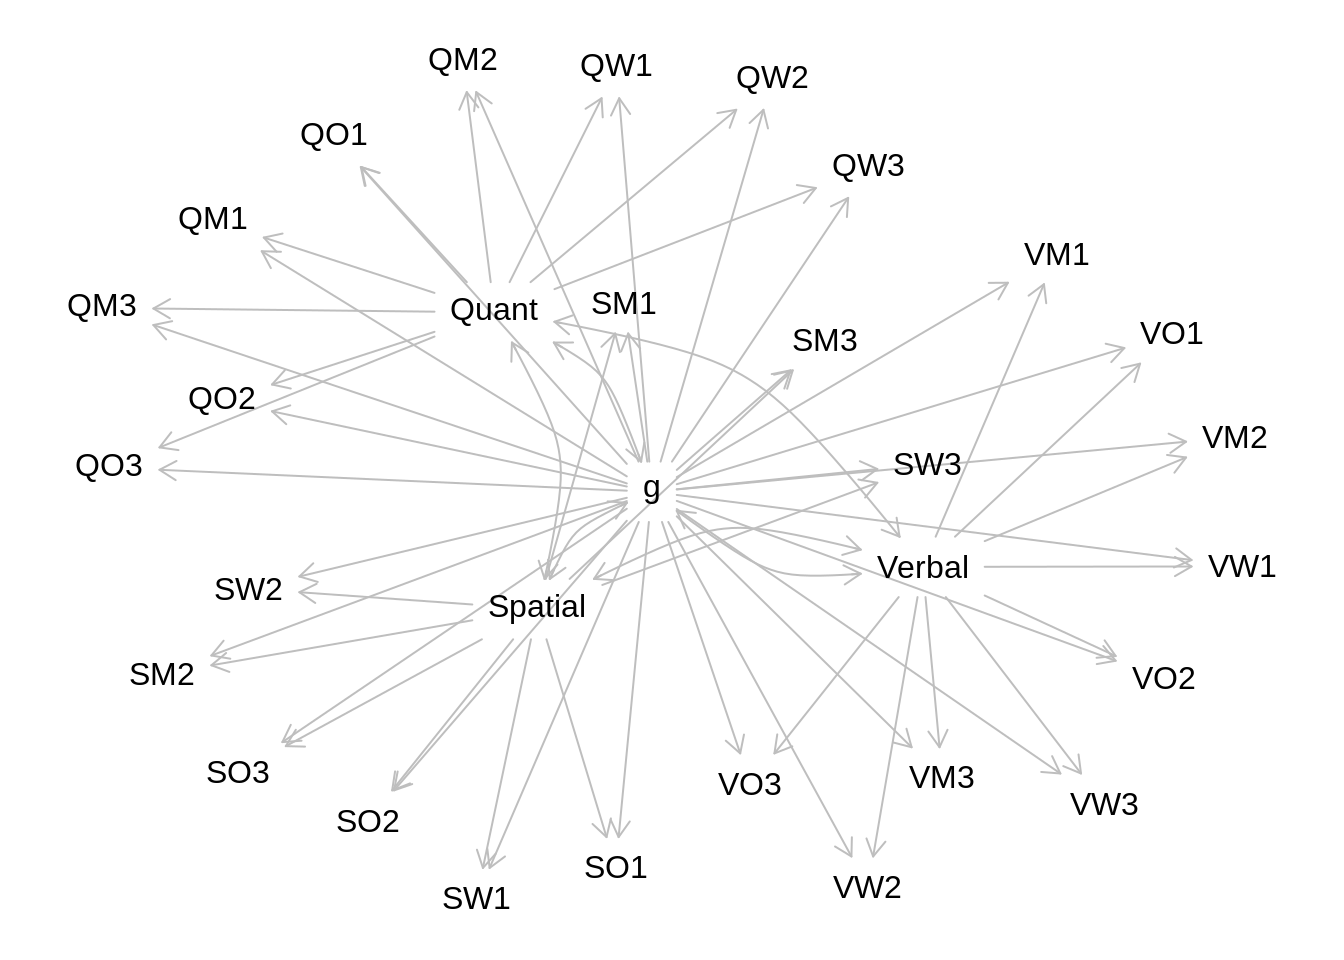 QM2
QW1
QW2
QO1
QW3
QM1
VM1
QM3
Quant
SM1
SM3
VO1
QO2
VM2
QO3
g
SW3
SW2
Spatial
Verbal
VW1
SM2
VO2
SO3
SO2
VO3
VM3
VW3
SW1
SO1
VW2